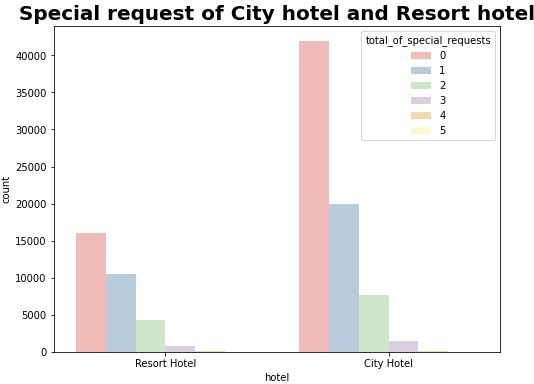 Special request of City hotel and Resort hotel
total_of_special_requests
0
1
2
3
4
5
40000
35000
30000
25000
20000
15000
10000
5000
0
count
Resort Hotel
City Hotel
hotel